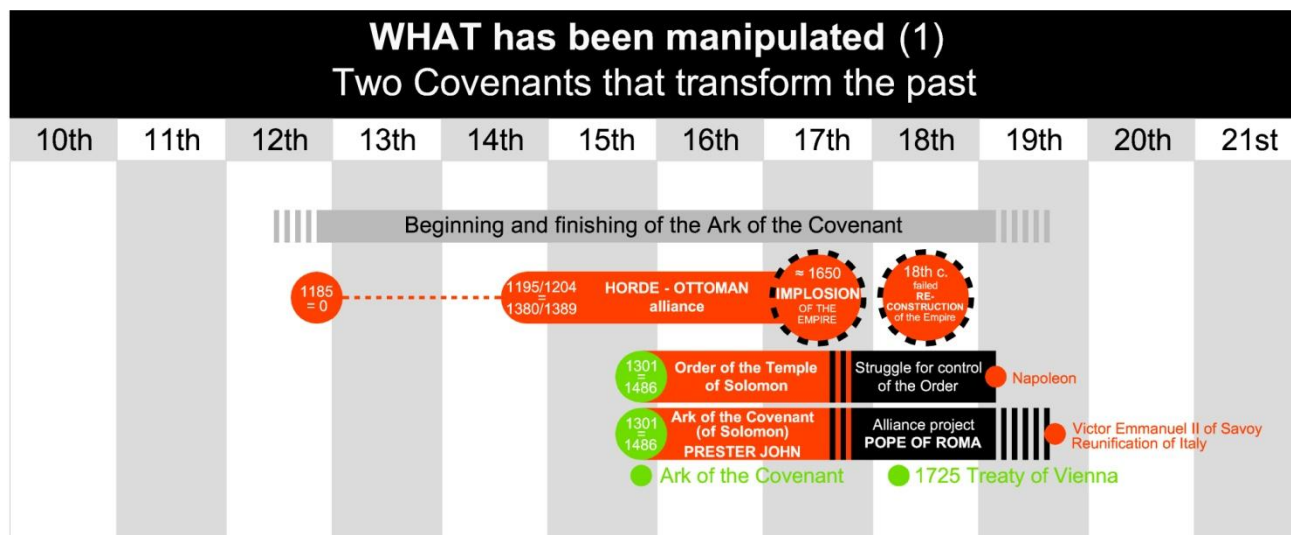 WHAT has been manipulated (1)
Two Covenants that transform the past
10th 11th 12th 13th 14th 15th 16th 17th 18th 19th 20th 21st
Beginning and finishing of the Ark of the Covenant
1185
= 0
1195/1204
=
1380/1389
HORDE - OTTOMAN
alliance
≈ 1650
IMPLOSION
OF THE
EMPIRE
18th c.
failed
RE-
CONSTRUCTION
of the Empire
1301
=
1486
Order of the Temple
of Solomon
Struggle for control
of the Order
Napoleon
1301
=
1486
Ark of the Covenant
(of Solomon)
PRESTER JOHN
Alliance project
POPE OF ROMA
Victor Emmanuel II of Savoy
Reunification of Italy
Ark of the Covenant
1725 Treaty of Vienna